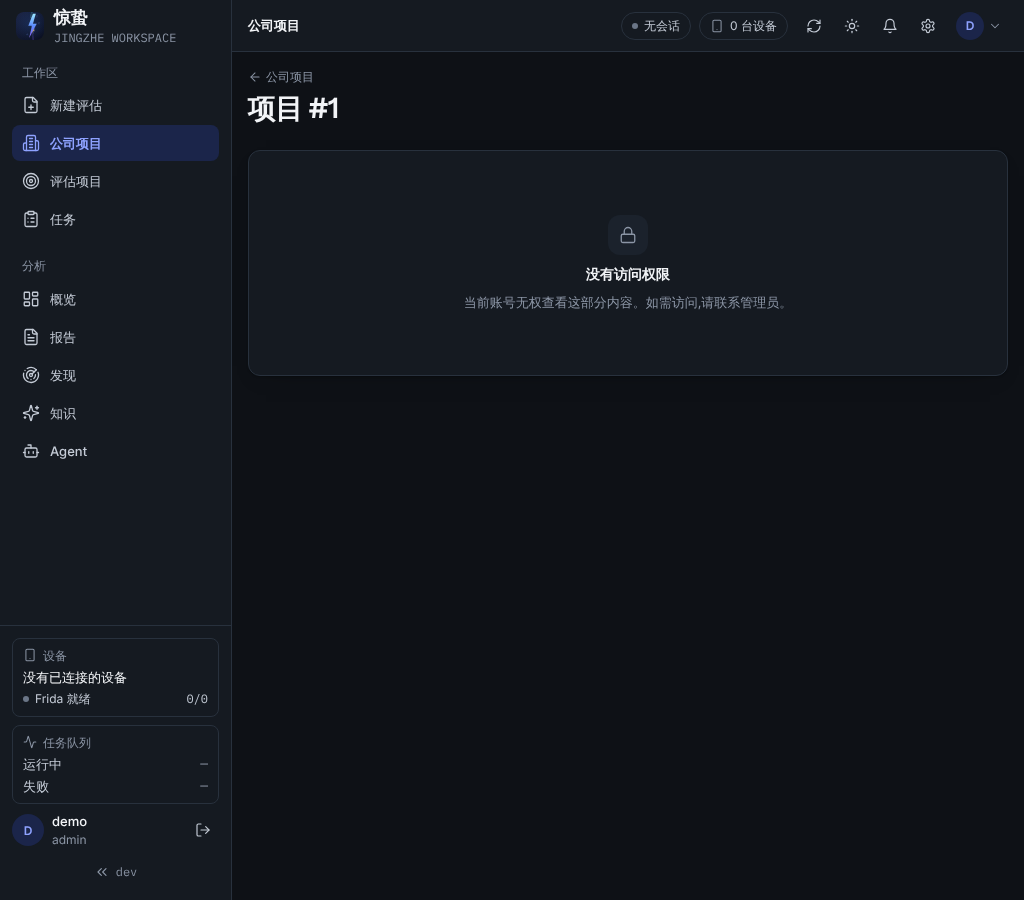 惊蛰
JINGZHE WORKSPACE
工作区
新建评估
公司项目
评估项目
任务
分析
概览
报告
发现
知识
Agent
设备
没有已连接的设备
Frida 就绪 0/0
任务队列
运行中 —
失败 —
D
demo
admin
dev
公司项目
无会话
0 台设备
D
公司项目
项目 #1
没有访问权限
当前账号无权查看这部分内容。如需访问,请联系管理员。